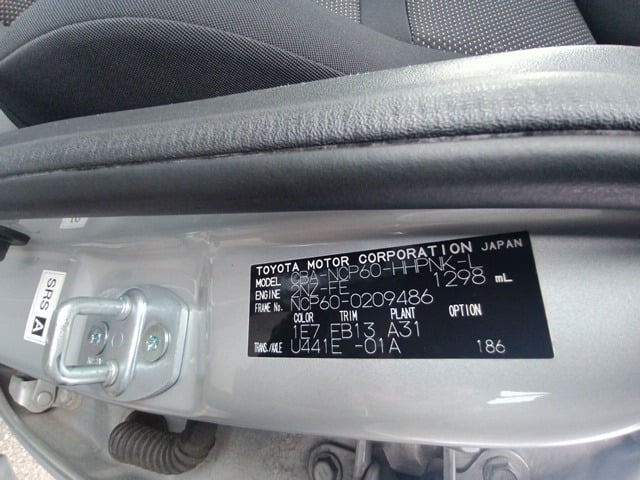 TOYOTA MOTOR CORPORATION JAPAN
MODEL CBA-NCP60-HHPNK-L
ENGINE 2NZ-FE 1298 mL
FRAME No. NCP60-0209486
COLOR TRIM PLANT OPTION
1E7 EB13 A31
TRANS./AXLE U441E -01A
186
SRS A